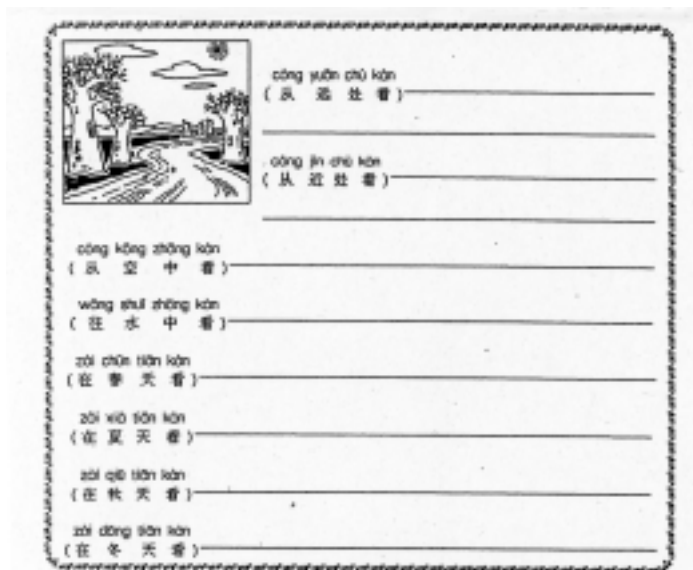 cóng yuǎn chù kàn
(从 远 处 看)
cóng jìn chù kàn
(从 近 处 看)
cóng kōng zhōng kàn
(从 空 中 看)
wǎng shuǐ zhōng kàn
(往 水 中 看)
zài chūn tiān kàn
(在 春 天 看)
zài xià tiān kàn
(在 夏 天 看)
zài qiū tiān kàn
(在 秋 天 看)
zài dōng tiān kàn
(在 冬 天 看)